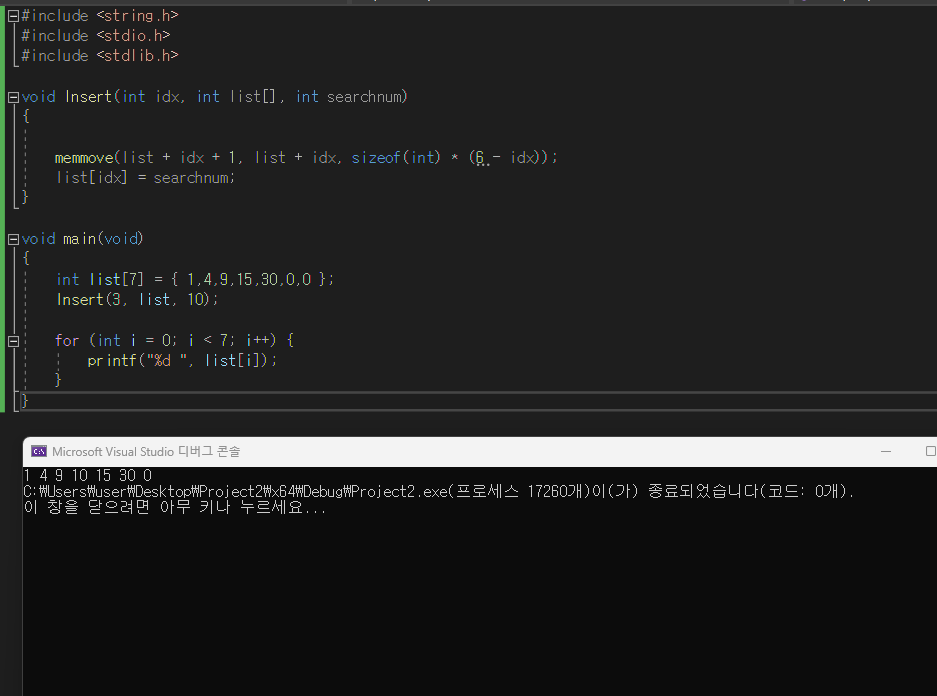 #include <string.h>
#include <stdio.h>
#include <stdlib.h>
void Insert(int idx, int list[], int searchnum)
{
memmove(list + idx + 1, list + idx, sizeof(int) * (6 - idx));
list[idx] = searchnum;
}
void main(void)
{
int list[7] = { 1,4,9,15,30,0,0 };
Insert(3, list, 10);
for (int i = 0; i < 7; i++) {
printf("%d ", list[i]);
}
}
Microsoft Visual Studio 디버그 콘솔
1 4 9 10 15 30 0
C:₩Users₩user₩Desktop₩Project2₩x64₩Debug₩Project2.exe(프로세스 17260개)이(가) 종료되었습니다(코드: 0개).
이 창을 닫으려면 아무 키나 누르세요...